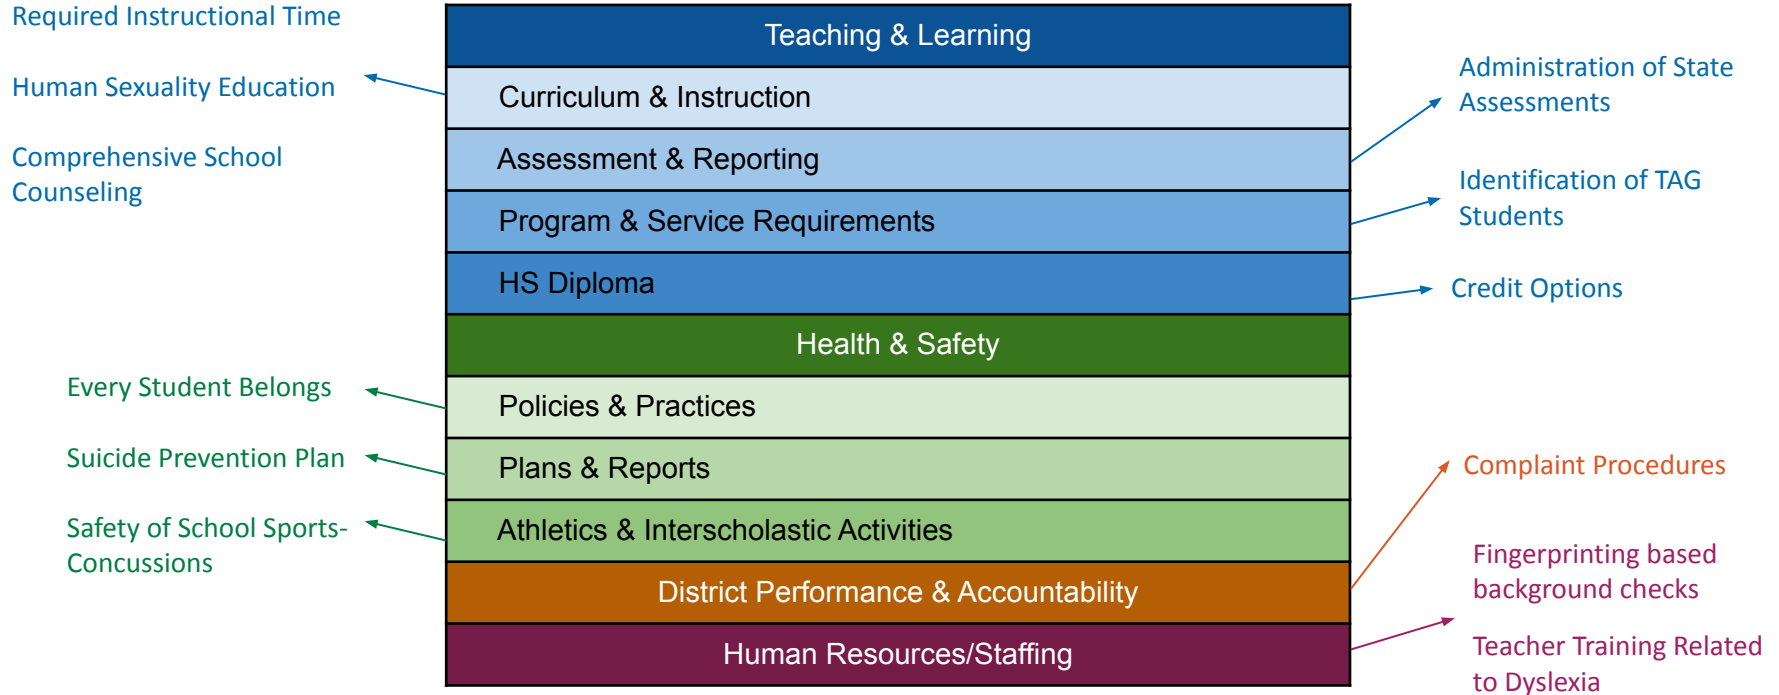 Required Instructional Time
Human Sexuality Education
Comprehensive School
Counseling
Every Student Belongs
Suicide Prevention Plan
Safety of School Sports-
Concussions
Teaching & Learning
Curriculum & Instruction
Assessment & Reporting
Program & Service Requirements
HS Diploma
Health & Safety
Policies & Practices
Plans & Reports
Athletics & Interscholastic Activities
District Performance & Accountability
Human Resources/Staffing
Administration of State
Assessments
Identification of TAG
Students
Credit Options
Complaint Procedures
Fingerprinting based
background checks
Teacher Training Related
to Dyslexia